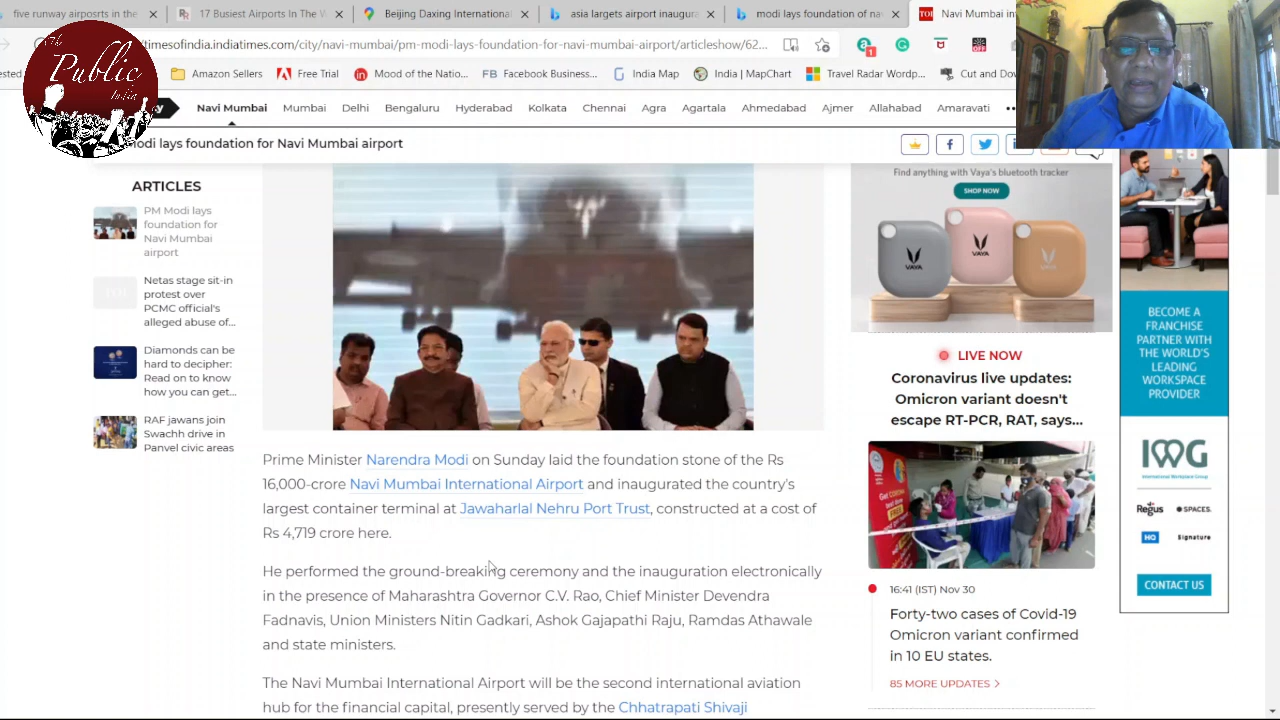 five runway airports in the
17 Busiest Airports In The
Beijing Daxing Internationa
asia largets airport inaugura
lays foundation of na
Navi Mumbai in
timesofindia.indiatimes.com/city/navi-mumbai/pm-modi-lays-foundation-for-navi-mumbai-airport/articleshow/62...
Amazon Sellers
Free Trial
Mood of the Natio...
FB Facebook Business...
India Map
India | MapChart
Travel Radar Wordp...
Cut and Dow
The
Public
India
Navi Mumbai
Mumbai
Delhi
Bengaluru
Hyderabad
Kolkata
Chennai
Agra
Agartala
Ahmedabad
Ajmer
Allahabad
Amaravati
Modi lays foundation for Navi Mumbai airport
ARTICLES
PM Modi lays
foundation for
Navi Mumbai
airport
TOI
Netas stage sit-in
protest over
PCMC official's
alleged abuse of...
Diamonds can be
hard to decipher:
Read on to know
how you can get...
RAF jawans join
Swachh drive in
Panvel civic areas
Prime Minister Narendra Modi on Sunday laid the foundation stone of the Rs
16,000-crore Navi Mumbai International Airport and inaugurated the country's
largest container terminal at Jawaharlal Nehru Port Trust, constructed at a cost of
Rs 4,719 crore here.
He performed the ground-breaking ceremony and the inauguration electronically
in the presence of Maharashtra Governor C.V. Rao, Chief Minister Devendra
Fadnavis, Union Ministers Nitin Gadkari, Ashok Gajapathi Raju, Ramdas Athawale
and state ministers.
The Navi Mumbai International Airport will be the second international aviation
hub for the financial capital, presently served by the Chhatrapati Shivaji
Find anything with Vaya's bluetooth tracker
SHOP NOW
VAYA
VAYA
VAYA
LIVE NOW
Coronavirus live updates:
Omicron variant doesn't
escape RT-PCR, RAT, says...
16:41 (IST) Nov 30
Forty-two cases of Covid-19
Omicron variant confirmed
in 10 EU states.
85 MORE UPDATES
BECOME A
FRANCHISE
PARTNER WITH
THE WORLD'S
LEADING
WORKSPACE
PROVIDER
IWG
International Workplace Group
Regus
SPACES.
HQ
Signature
CONTACT US